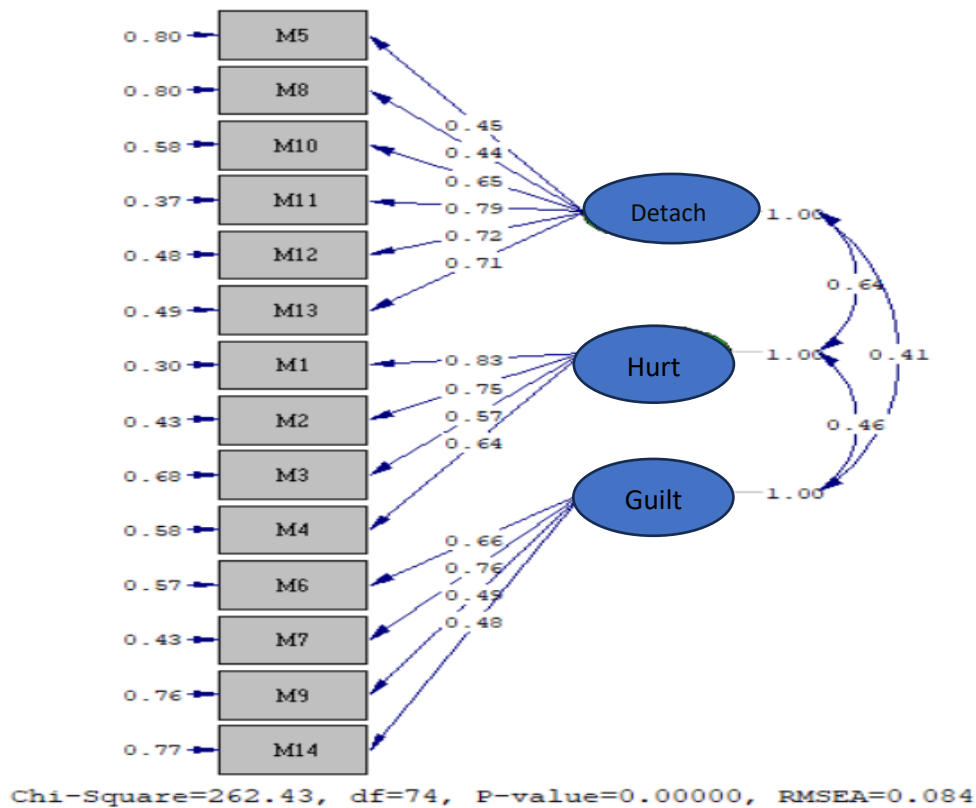 0.80 M5
0.80 M8
0.45
0.58 M10
0.44
0.65
0.37 M11
0.79
Detach 1.00
0.72
0.48 M12
0.71
0.64
0.49 M13
0.30 M1
0.83
Hurt 1.00 0.41
0.75
0.43 M2
0.57
0.46
0.64
0.68 M3
Guilt 1.00
0.58 M4
0.66
0.76
0.57 M6
0.49
0.48
0.43 M7
0.76 M9
0.77 M14
Chi-Square=262.43, df=74, P-value=0.00000, RMSEA=0.084